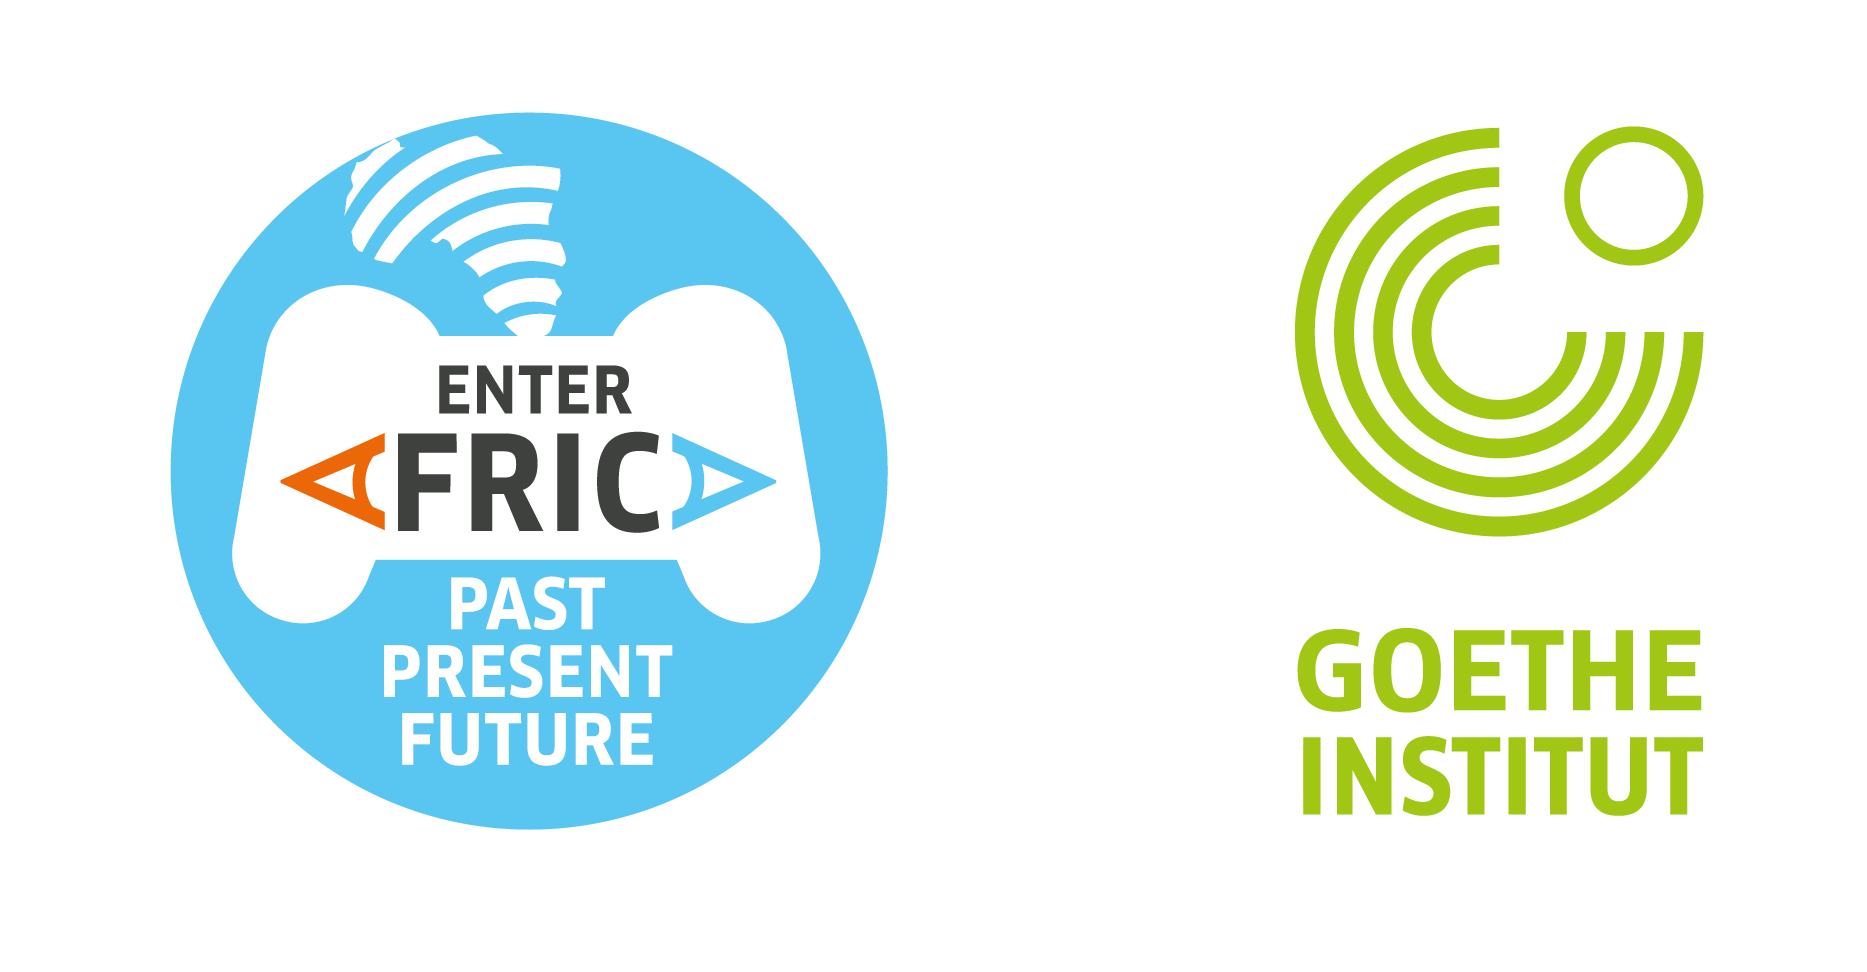 ENTER
AFRICA
PAST
PRESENT
FUTURE
GOETHE
INSTITUT